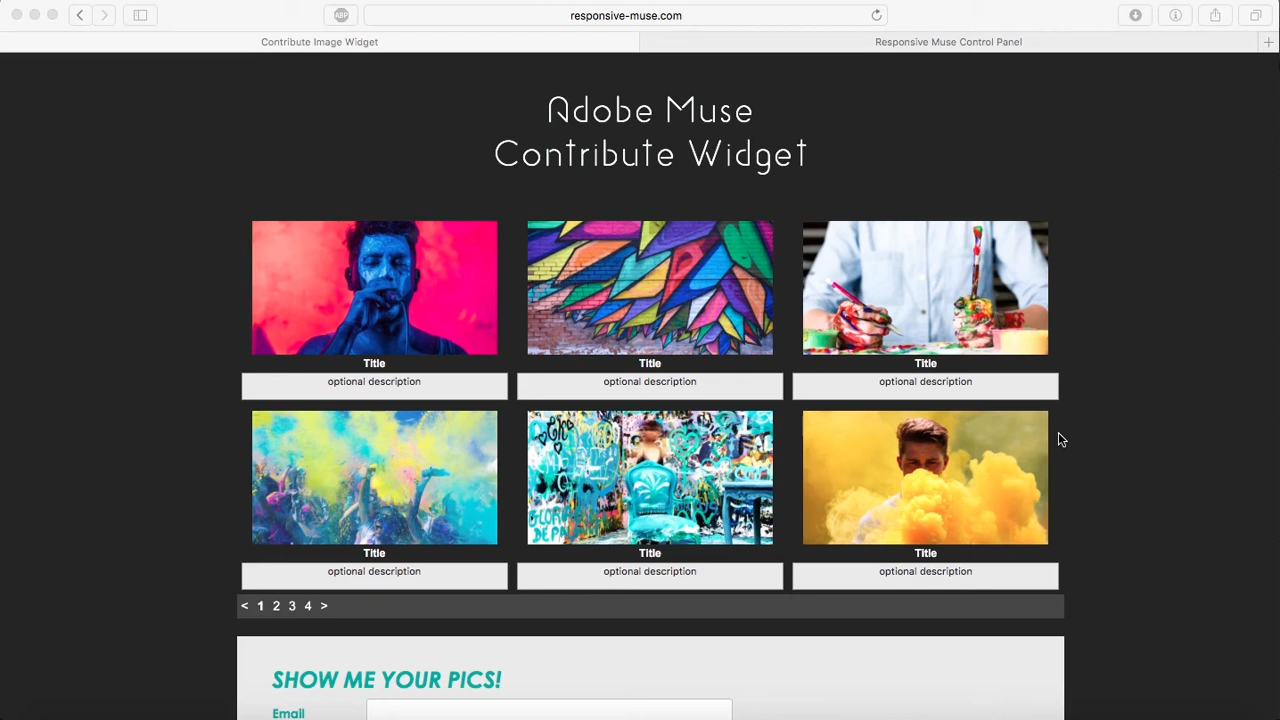 ABP
responsive-muse.com
Contribute Image Widget
Responsive Muse Control Panel
Adobe Muse
Contribute Widget
Title
Title
Title
optional description
optional description
optional description
Title
Title
Title
optional description
optional description
optional description
< 1 2 3 4 >
SHOW ME YOUR PICS!
Email